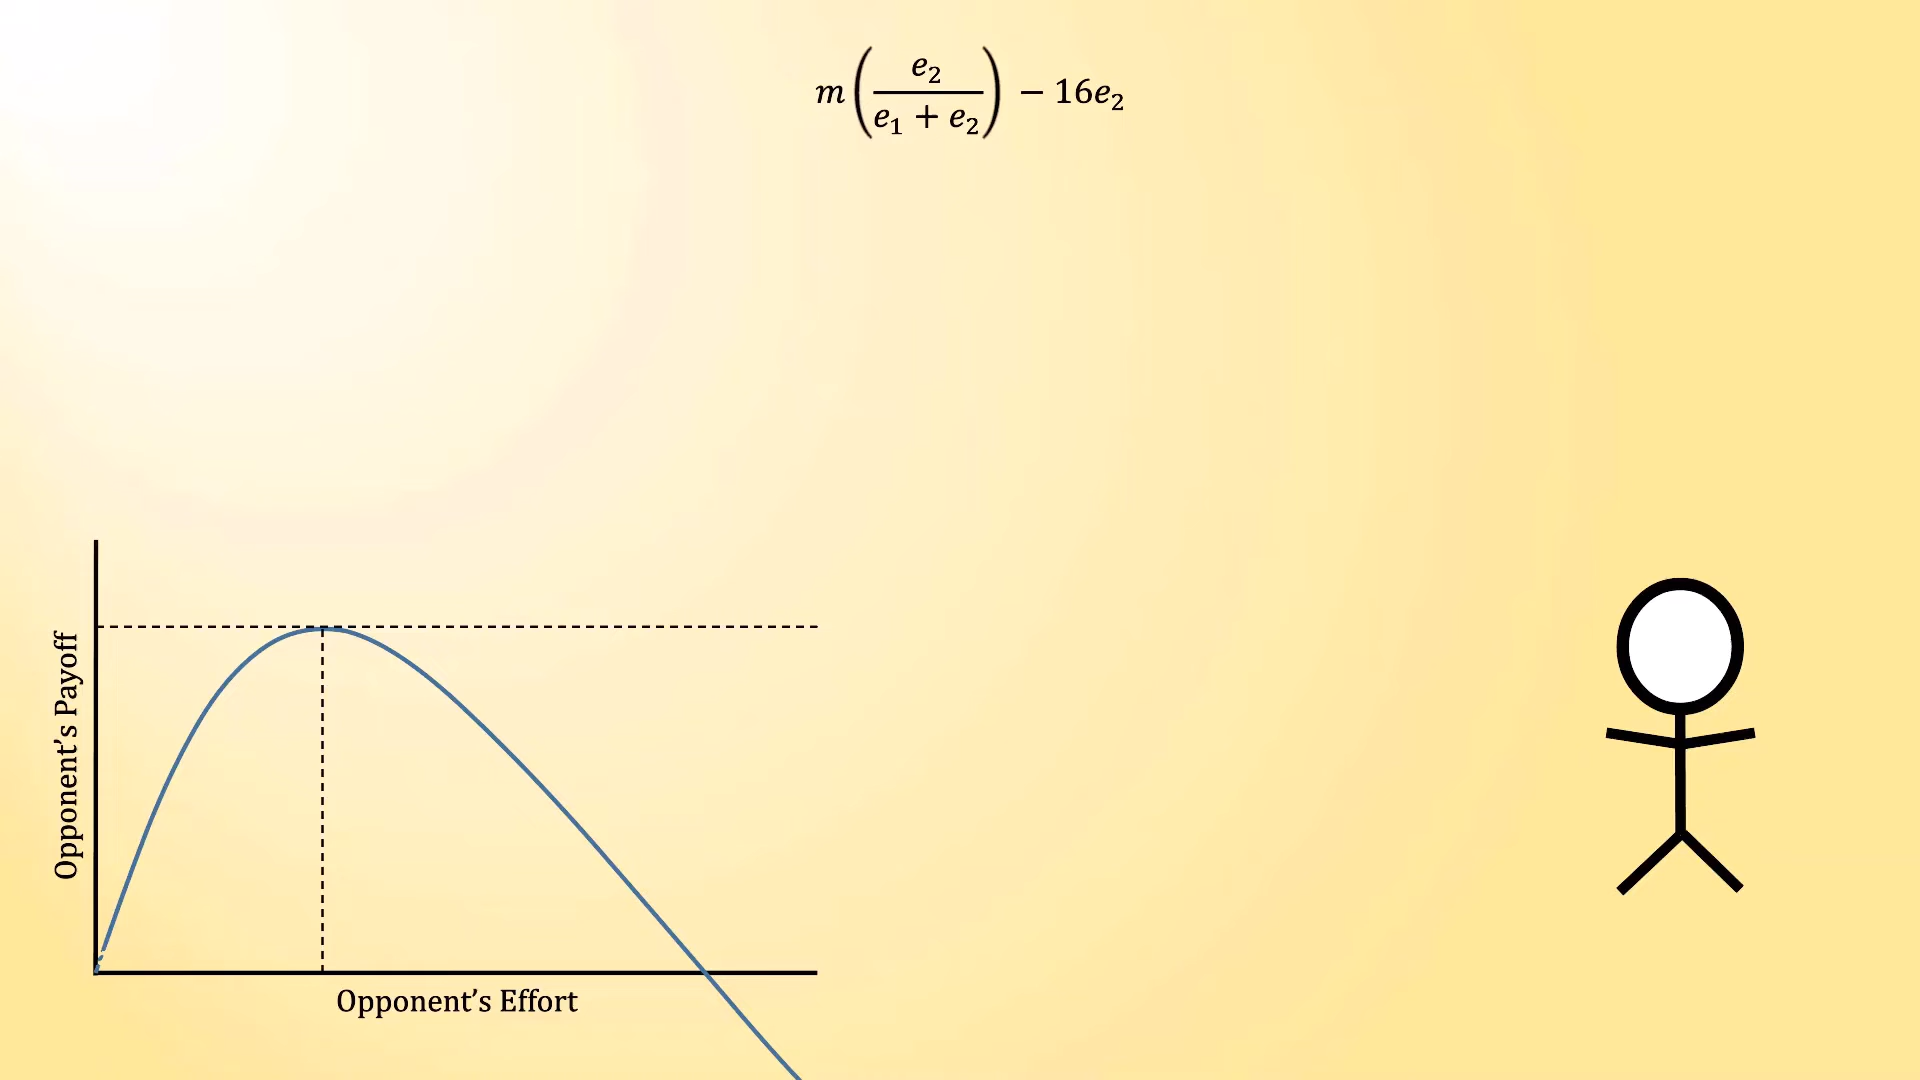 m(e₂/(e₁ + e₂)) − 16e₂
Opponent's Payoff
Opponent's Effort